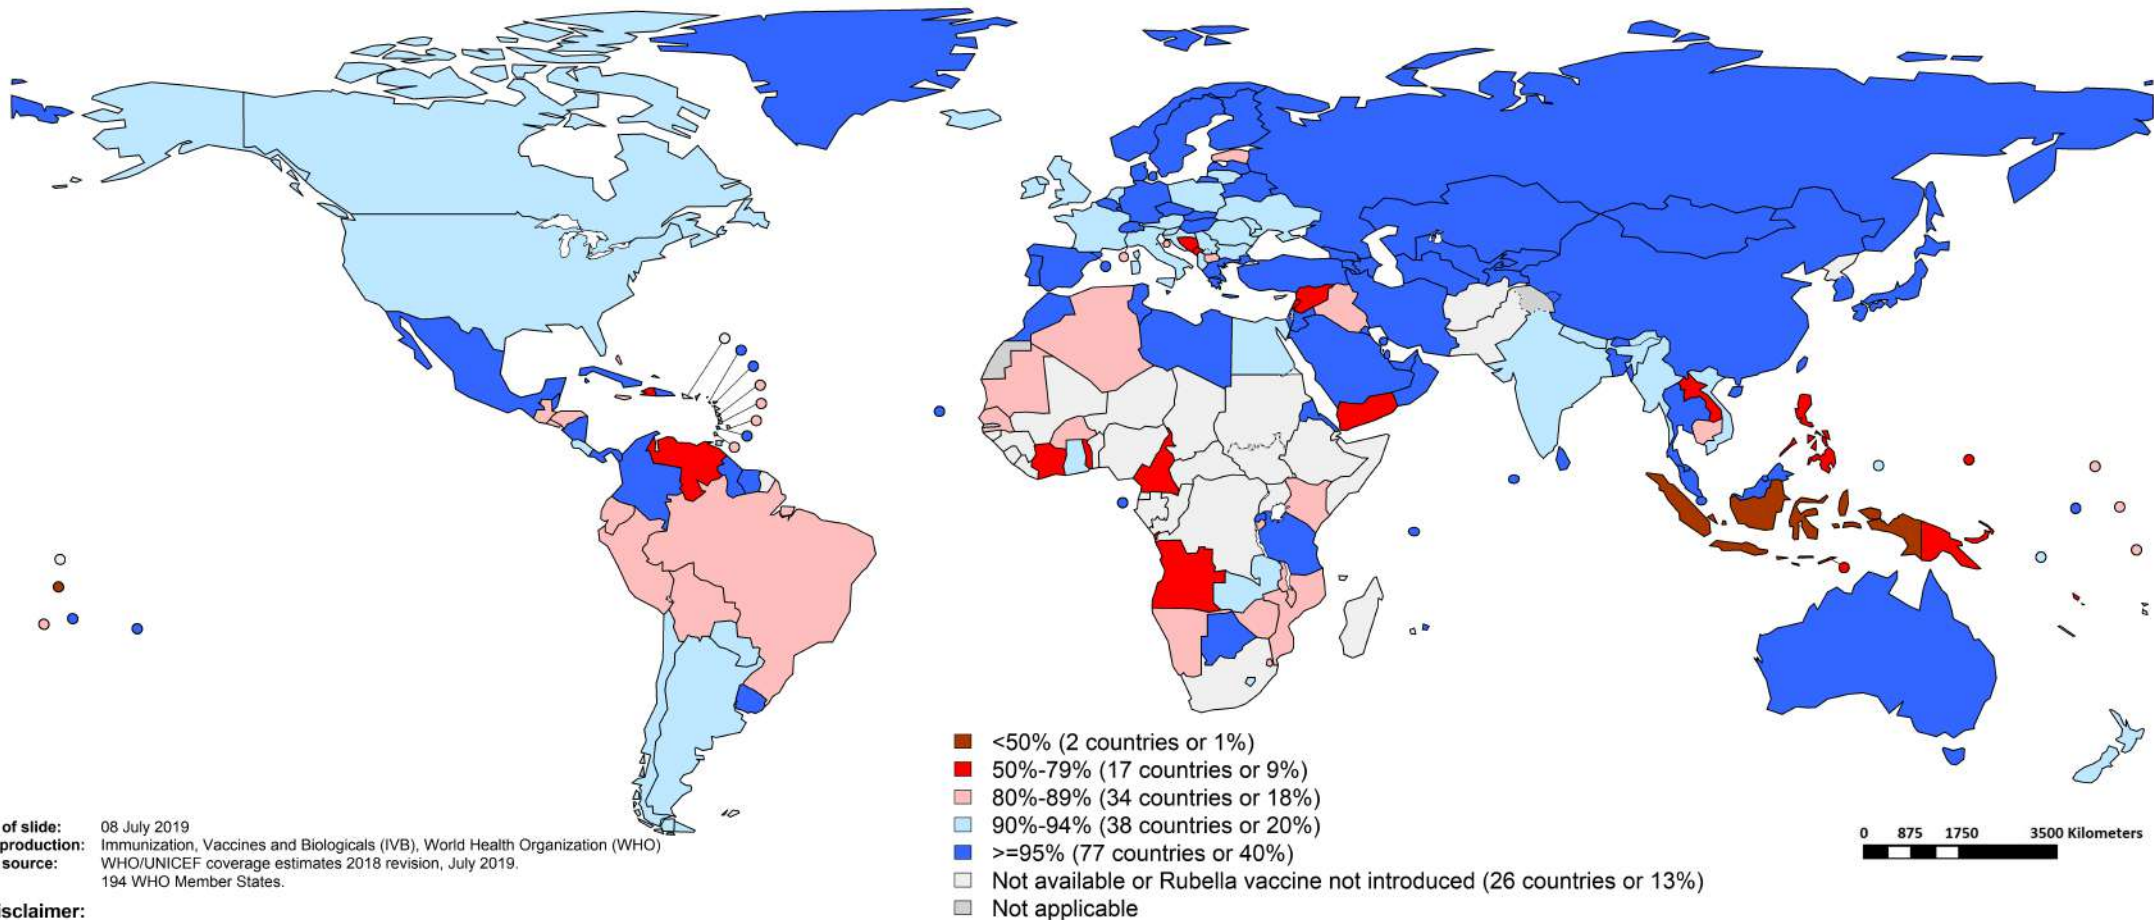 <50% (2 countries or 1%)
50%-79% (17 countries or 9%)
80%-89% (34 countries or 18%)
90%-94% (38 countries or 20%)
>=95% (77 countries or 40%)
Not available or Rubella vaccine not introduced (26 countries or 13%)
Not applicable
0 875 1750 3500 Kilometers
of slide: 08 July 2019
production: Immunization, Vaccines and Biologicals (IVB), World Health Organization (WHO)
source: WHO/UNICEF coverage estimates 2018 revision, July 2019.
194 WHO Member States.
isclaimer: